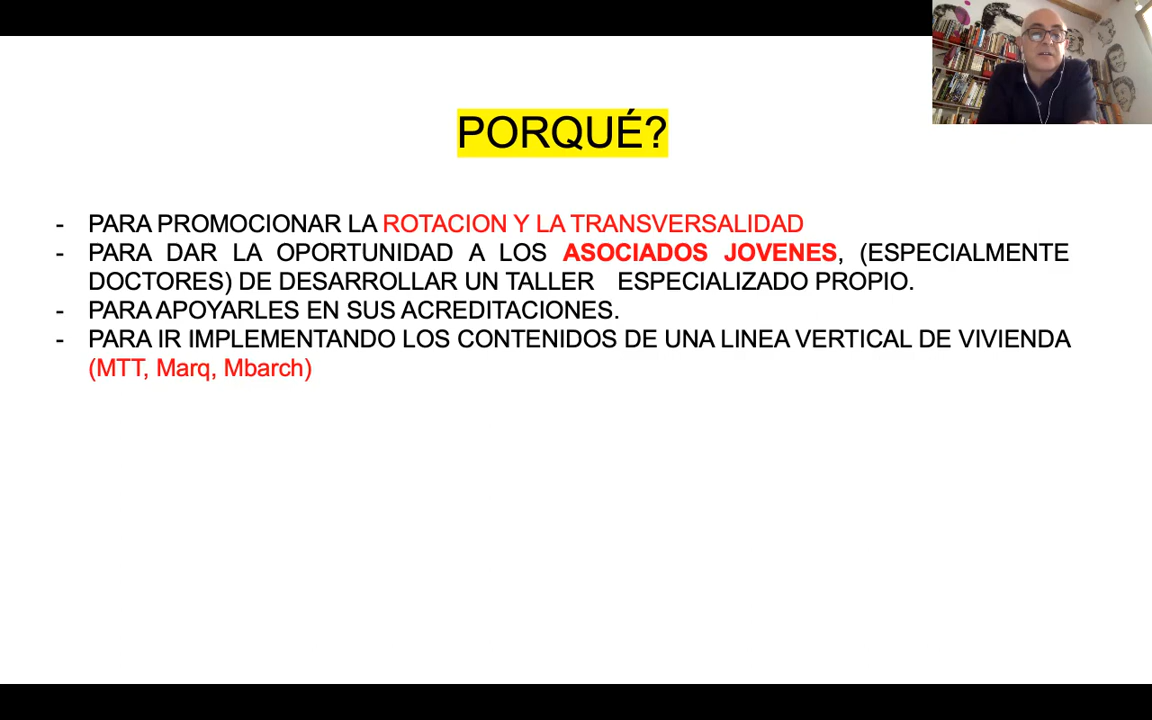 PORQUÉ?
- PARA PROMOCIONAR LA ROTACION Y LA TRANSVERSALIDAD
- PARA DAR LA OPORTUNIDAD A LOS ASOCIADOS JOVENES, (ESPECIALMENTE
DOCTORES) DE DESARROLLAR UN TALLER ESPECIALIZADO PROPIO.
- PARA APOYARLES EN SUS ACREDITACIONES.
- PARA IR IMPLEMENTANDO LOS CONTENIDOS DE UNA LINEA VERTICAL DE VIVIENDA
(MTT, Marq, Mbarch)